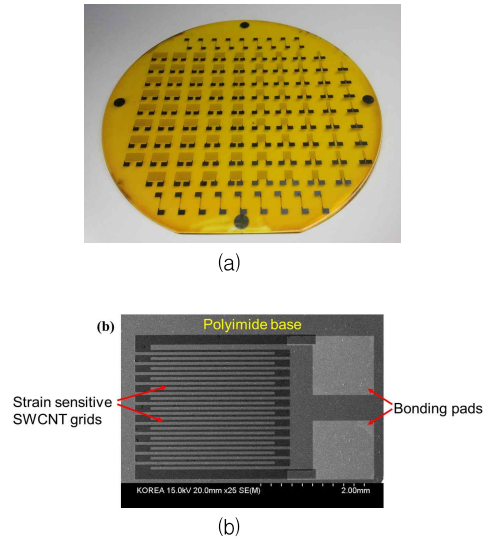 (a)
(b)
Polyimide base
Strain sensitive
SWCNT grids
Bonding pads
KOREA 15.0kV 20.0mm x25 SE(M)
2.00mm
(b)